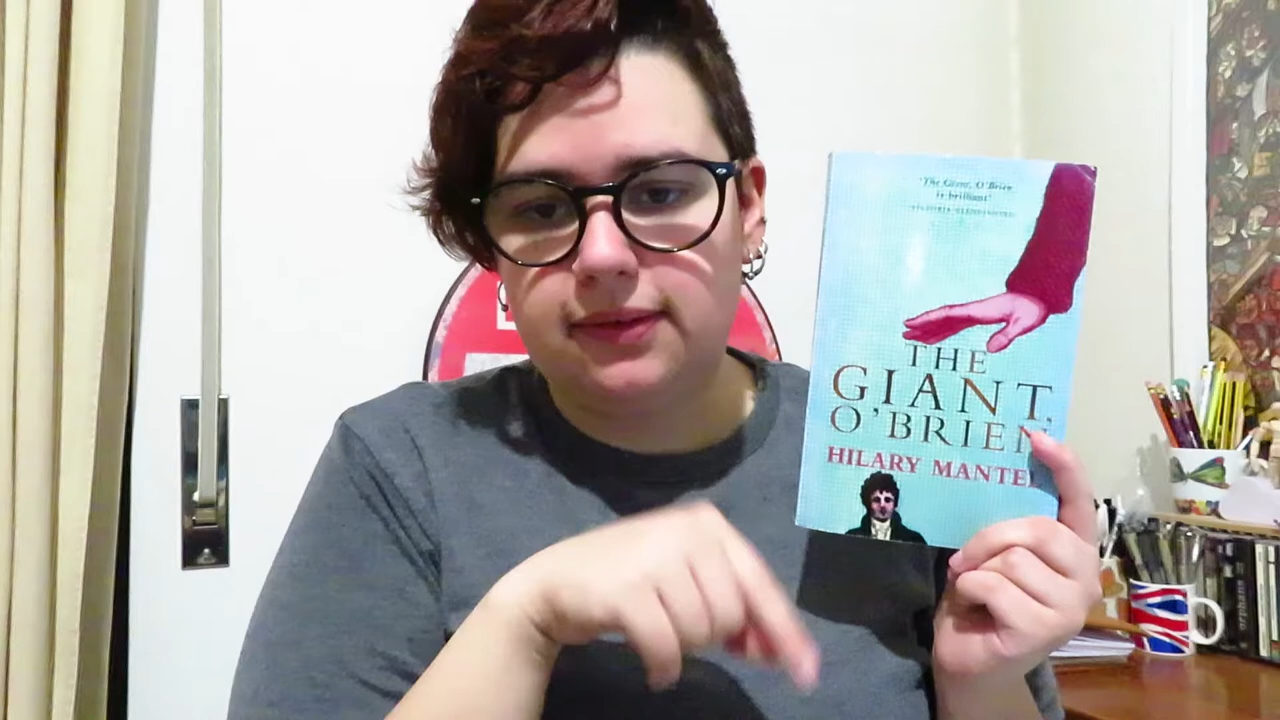 'The Giant, O'Brien
is brilliant'
THE
GIANT,
O'BRIEN
HILARY MANTEL